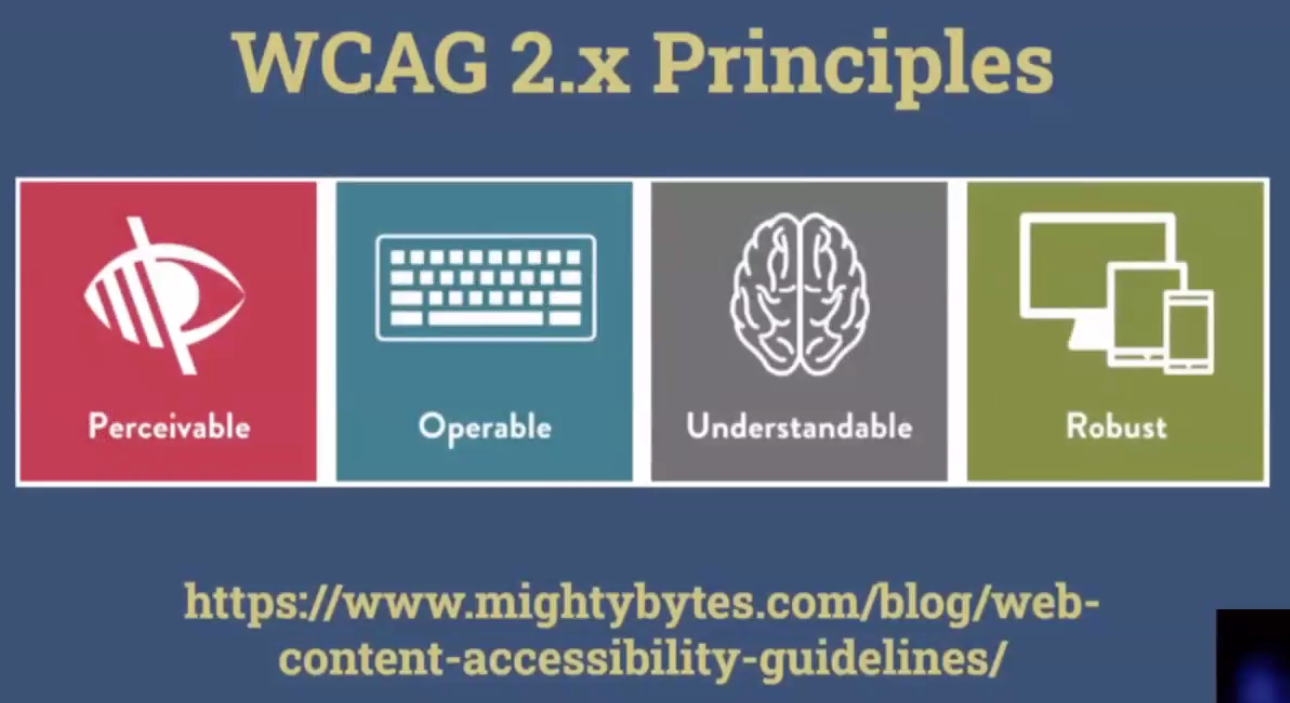 WCAG 2.x Principles
Perceivable
Operable
Understandable
Robust
https://www.mightybytes.com/blog/web-
content-accessibility-guidelines/